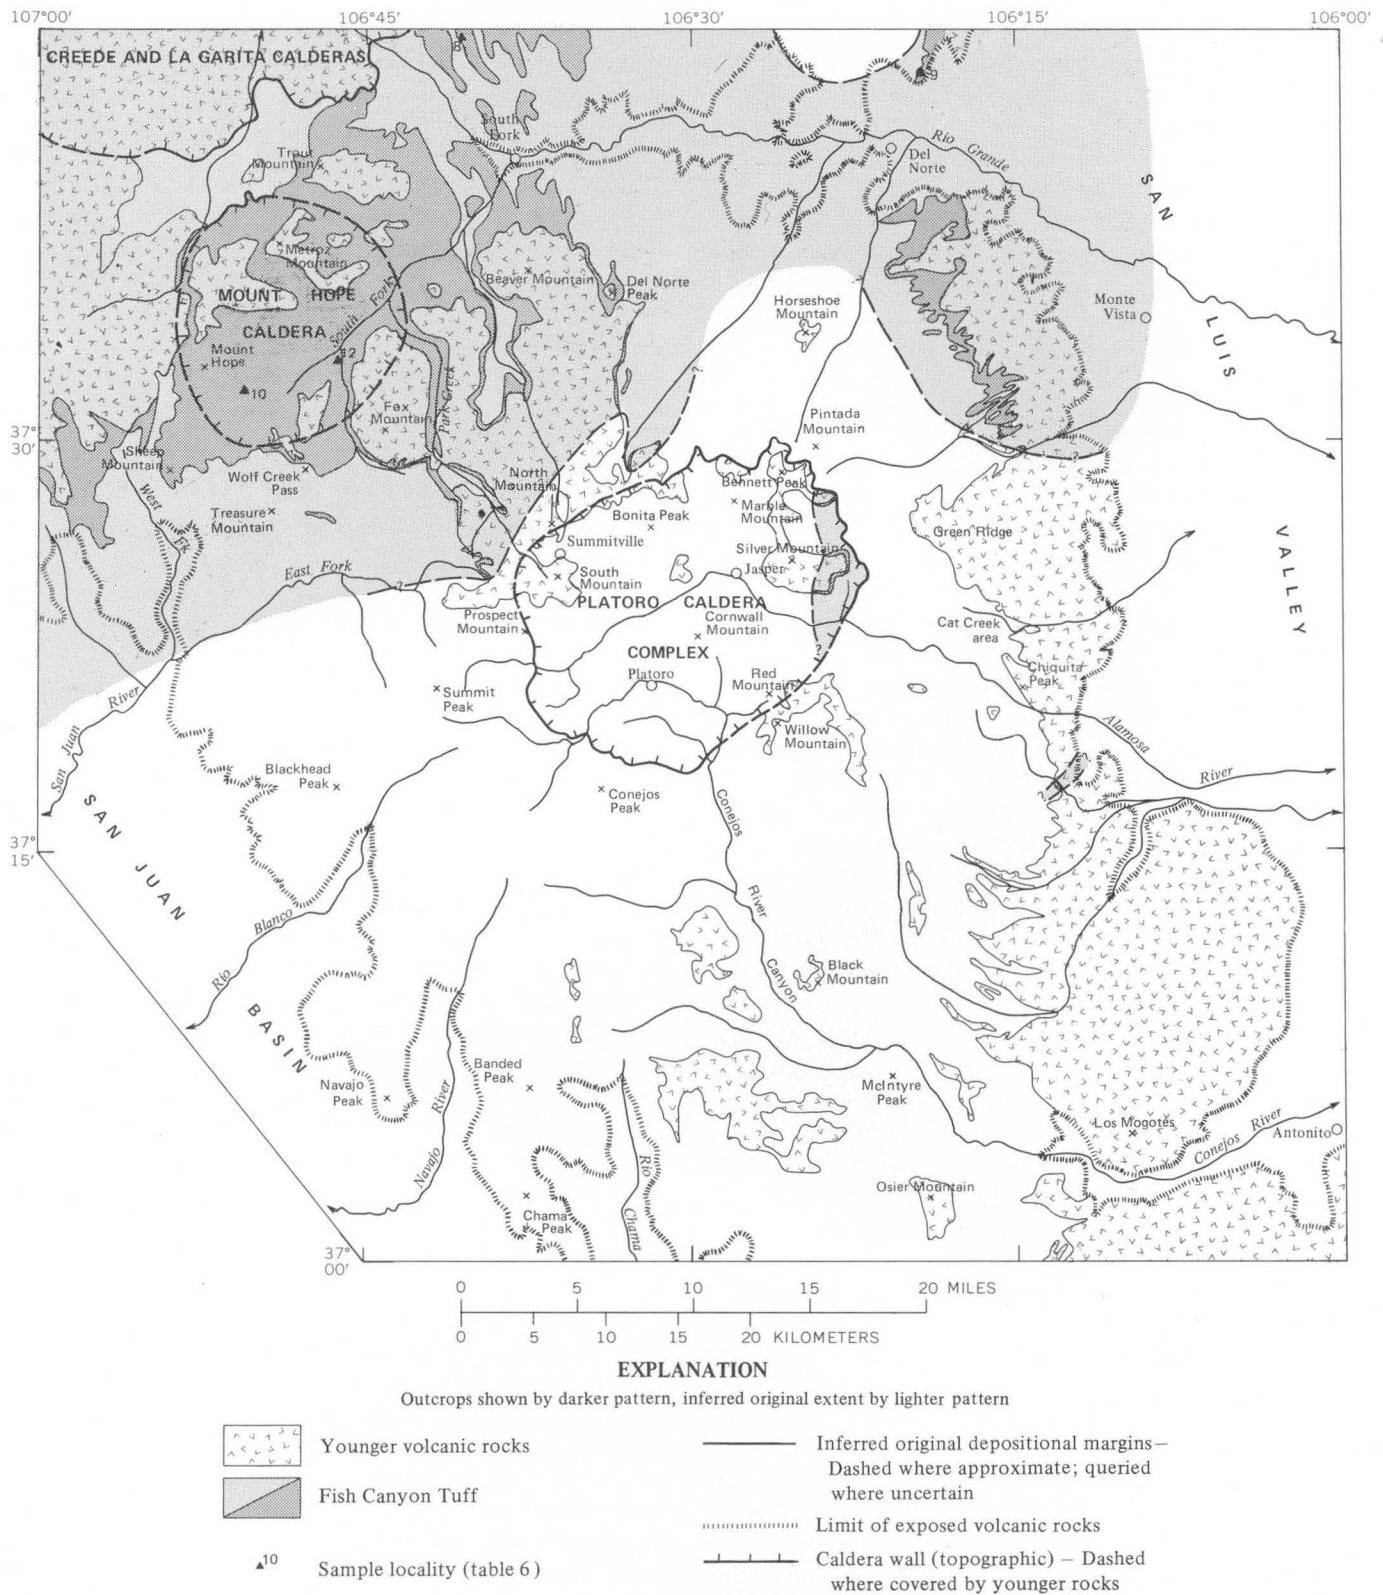 107°00'
106°45'
106°30'
106°15'
106°00'
CREEDE AND LA GARITA CALDERAS
8
9
South
Fork
Rio Grande
Del
Norte
SAN
Trout
Mountain
Metroz
Mountain
Beaver Mountain
Del Norte
Peak
Horseshoe
Mountain
Monte
Vista
MOUNT HOPE
CALDERA
South Fork
LUIS
Mount
Hope
12
10
Fox
Mountain
Park Creek
Pintada
Mountain
37°
30'
Sheep
Mountain
Wolf Creek
Pass
West Fk
Treasure
Mountain
North
Mountain
Bennett Peak
Marble
Mountain
Bonita Peak
Green Ridge
VALLEY
Summitville
Silver Mountain
Jasper
East Fork
South
Mountain
PLATORO CALDERA
Cornwall
Mountain
Prospect
Mountain
Cat Creek
area
COMPLEX
Chiquita
Peak
Platoro
Red
Mountain
Summit
Peak
San Juan River
Willow
Mountain
Alamosa River
Blackhead
Peak
Conejos
Peak
SAN JUAN
Conejos
River
Canyon
37°
15'
Rio Blanco
Black
Mountain
BASIN
Banded
Peak
Navajo
Peak
McIntyre
Peak
Navajo River
Los Mogotes
Antonito
Conejos River
Rio Chama
Osier Mountain
Chama
Peak
37°
00'
0 5 10 15 20 MILES
0 5 10 15 20 KILOMETERS
EXPLANATION
Outcrops shown by darker pattern, inferred original extent by lighter pattern
Younger volcanic rocks
Fish Canyon Tuff
10
Sample locality (table 6)
Inferred original depositional margins—
Dashed where approximate; queried
where uncertain
Limit of exposed volcanic rocks
Caldera wall (topographic) — Dashed
where covered by younger rocks